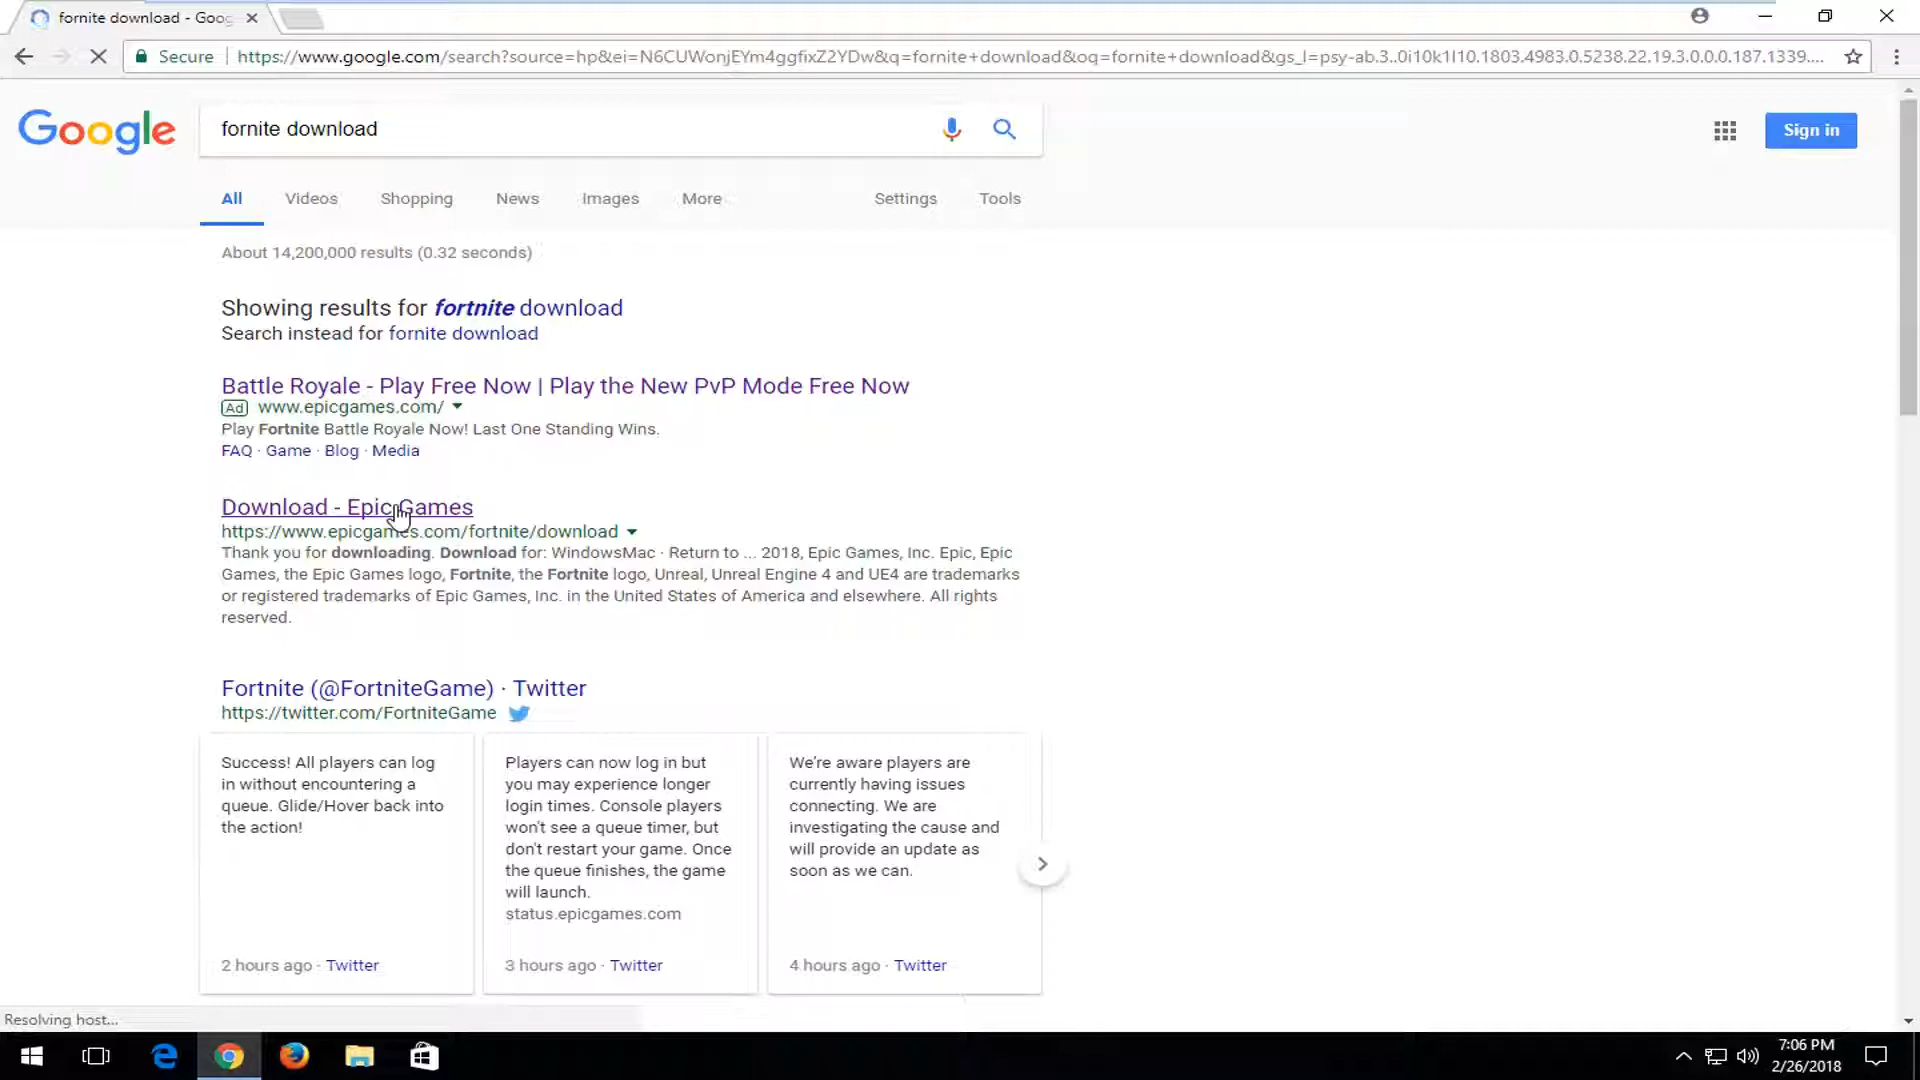 fornite download - Goog
Secure https://www.google.com/search?source=hp&ei=N6CUWonjEYm4ggfixZ2YDw&q=fornite+download&oq=fornite+download&gs_l=psy-ab.3..0i10k1l10.1803.4983.0.5238.22.19.3.0.0.0.187.1339....
Google
fornite download
Sign in
All Videos Shopping News Images More Settings Tools
About 14,200,000 results (0.32 seconds)
Showing results for fortnite download
Search instead for fornite download
Battle Royale - Play Free Now | Play the New PvP Mode Free Now
Ad www.epicgames.com/
Play Fortnite Battle Royale Now! Last One Standing Wins.
FAQ · Game · Blog · Media
Download - Epic Games
https://www.epicgames.com/fortnite/download
Thank you for downloading. Download for: WindowsMac · Return to ... 2018, Epic Games, Inc. Epic, Epic
Games, the Epic Games logo, Fortnite, the Fortnite logo, Unreal, Unreal Engine 4 and UE4 are trademarks
or registered trademarks of Epic Games, Inc. in the United States of America and elsewhere. All rights
reserved.
Fortnite (@FortniteGame) · Twitter
https://twitter.com/FortniteGame
Success! All players can log
in without encountering a
queue. Glide/Hover back into
the action!
2 hours ago · Twitter
Players can now log in but
you may experience longer
login times. Console players
won't see a queue timer, but
don't restart your game. Once
the queue finishes, the game
will launch.
status.epicgames.com
3 hours ago · Twitter
We're aware players are
currently having issues
connecting. We are
investigating the cause and
will provide an update as
soon as we can.
4 hours ago · Twitter
Resolving host...
7:06 PM
2/26/2018